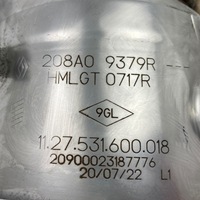 208A0 9379R ---
HMLGT 0717R
9GL
11.27.531.600.018
20900023187776
20/07/22 L1